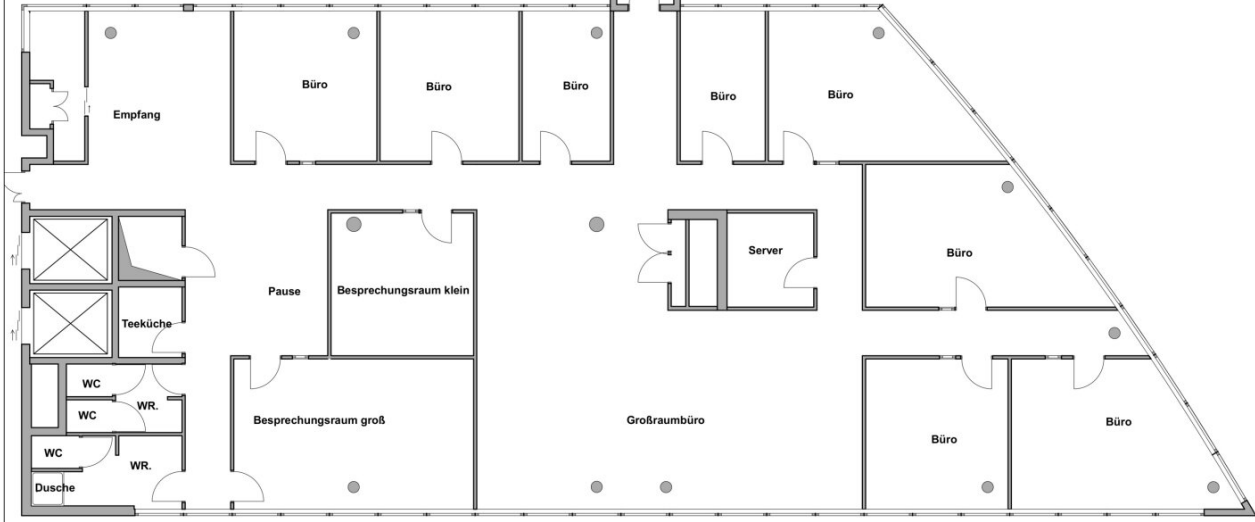 Büro
Büro
Büro
Büro
Büro
Empfang
Server
Büro
Pause
Besprechungsraum klein
Teeküche
WC
WR.
WC
Besprechungsraum groß
Großraumbüro
Büro
Büro
WC
WR.
Dusche